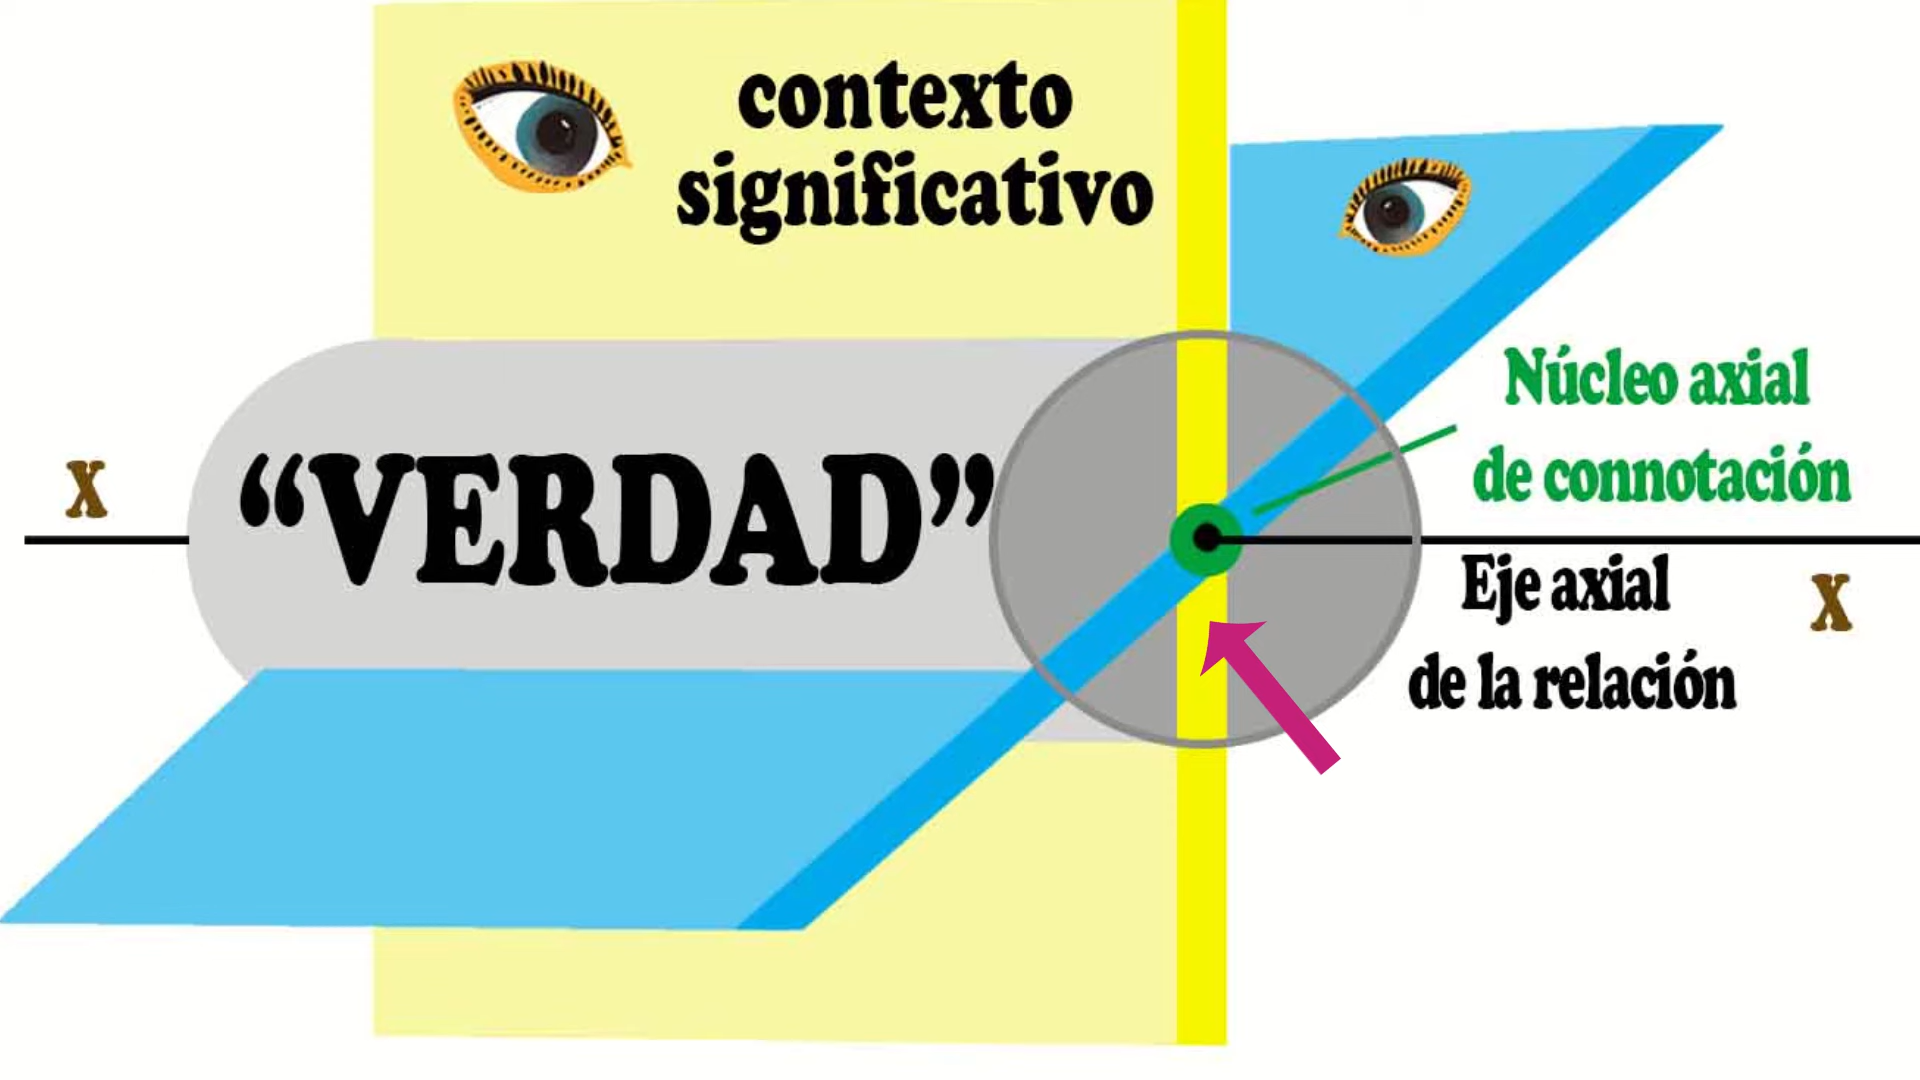 contexto
significativo
Núcleo axial
de connotación
X
“VERDAD”
Eje axial
de la relación
X